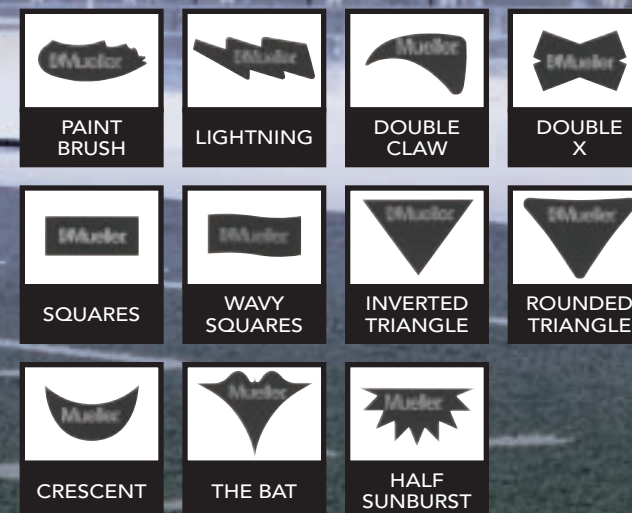 Mueller
Mueller
Mueller
Mueller
PAINT
BRUSH
LIGHTNING
DOUBLE
CLAW
DOUBLE
X
Mueller
Mueller
Mueller
Mueller
SQUARES
WAVY
SQUARES
INVERTED
TRIANGLE
ROUNDED
TRIANGLE
Mueller
Mueller
Mueller
CRESCENT
THE BAT
HALF
SUNBURST